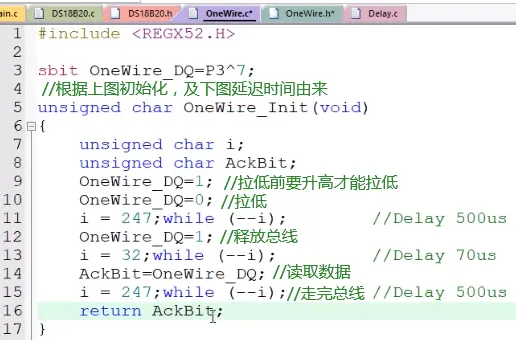 ain.c DS18B20.c DS18B20.h OneWire.c* OneWire.h* Delay.c
1 #include <REGX52.H>
2
3 sbit OneWire_DQ=P3^7;
4 //根据上图初始化，及下图延迟时间由来
5 unsigned char OneWire_Init(void)
6 {
7 unsigned char i;
8 unsigned char AckBit;
9 OneWire_DQ=1; //拉低前要升高才能拉低
10 OneWire_DQ=0; //拉低
11 i = 247;while (--i); //Delay 500us
12 OneWire_DQ=1; //释放总线
13 i = 32;while (--i); //Delay 70us
14 AckBit=OneWire_DQ; //读取数据
15 i = 247;while (--i);//走完总线 //Delay 500us
16 return AckBit;
17 }